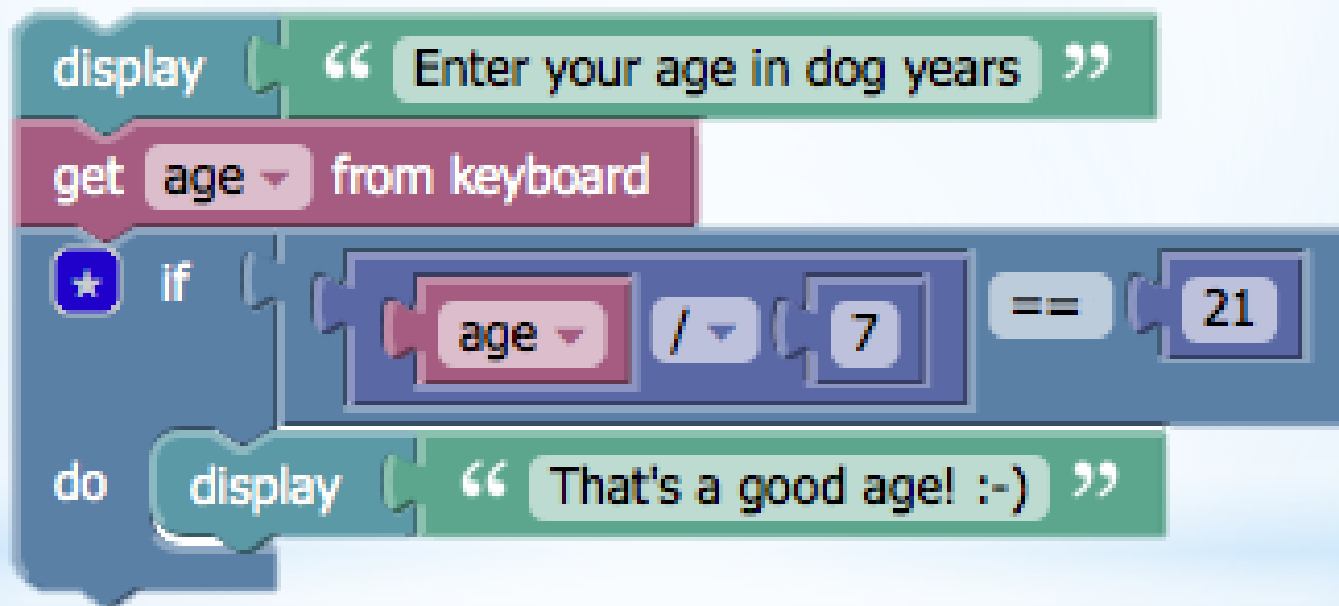 display “ Enter your age in dog years ”
get age from keyboard
if age / 7 == 21
do display “ That's a good age! :-) ”